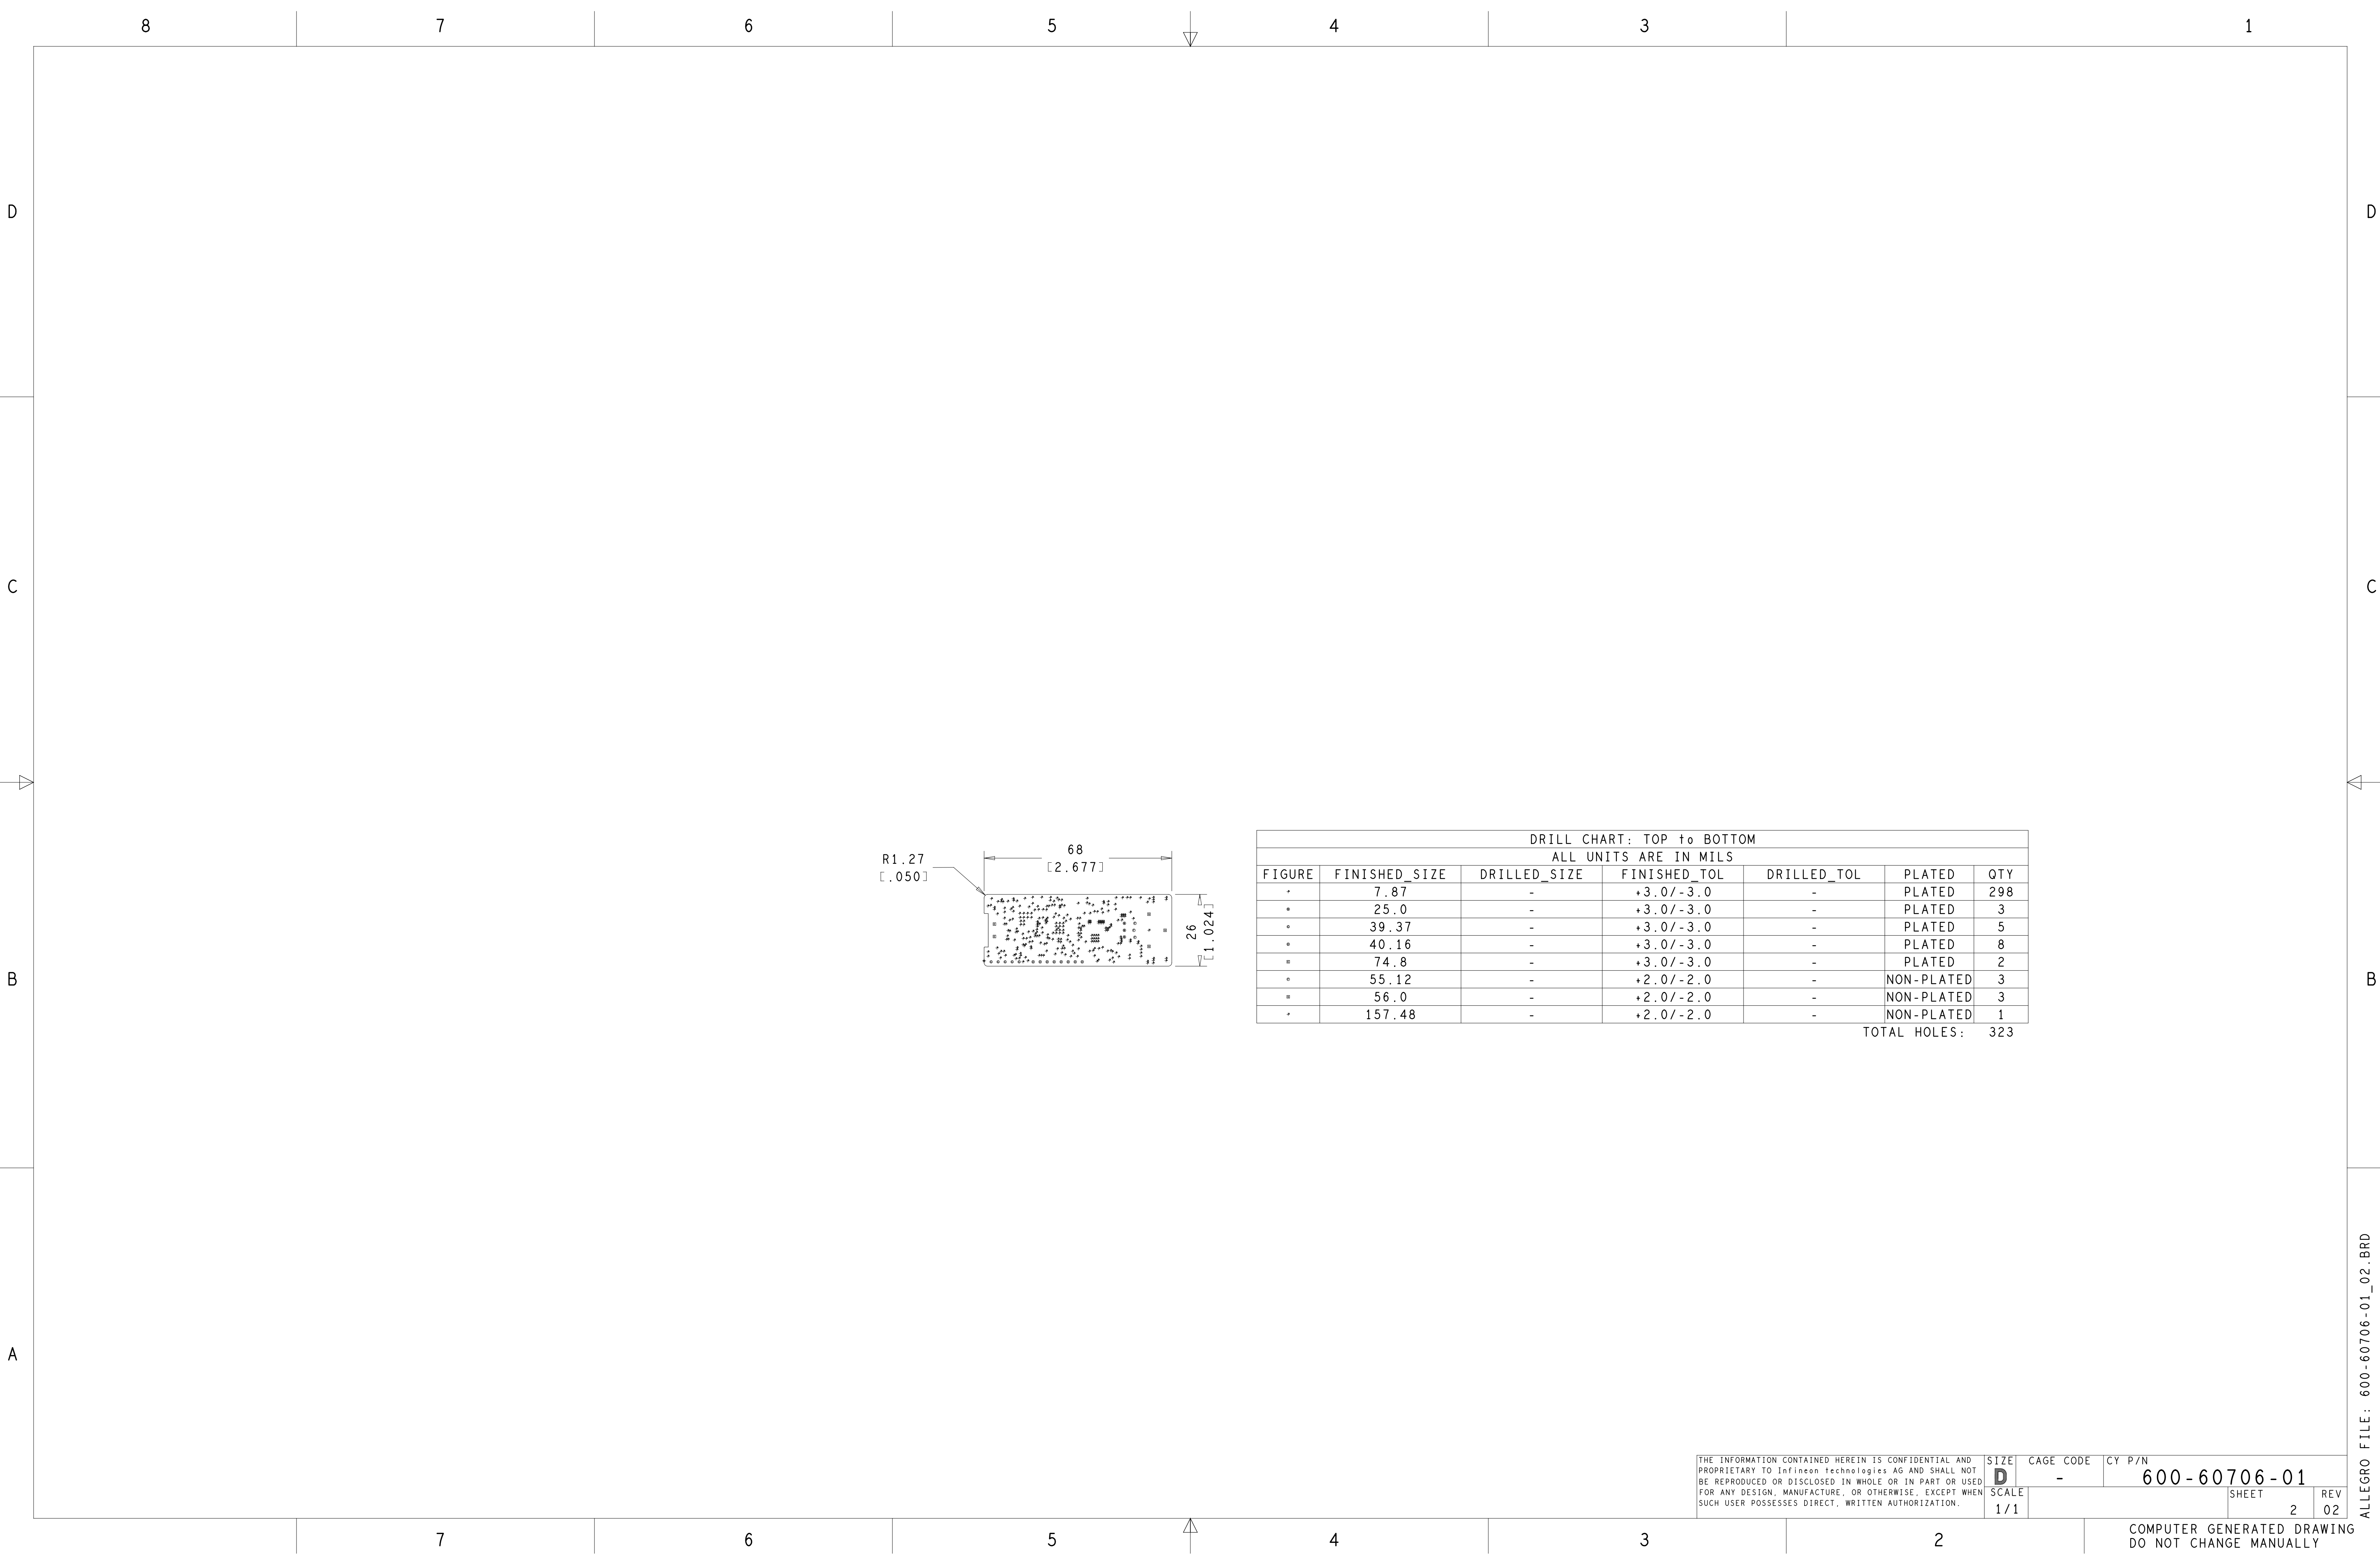 8 7 6 5 4 3 1
D D
C C
R1.27
[.050]
68
[2.677]
26
[1.024]
DRILL CHART: TOP to BOTTOM
ALL UNITS ARE IN MILS
FIGURE FINISHED_SIZE DRILLED_SIZE FINISHED_TOL DRILLED_TOL PLATED QTY
7.87 - +3.0/-3.0 - PLATED 298
25.0 - +3.0/-3.0 - PLATED 3
39.37 - +3.0/-3.0 - PLATED 5
40.16 - +3.0/-3.0 - PLATED 8
74.8 - +3.0/-3.0 - PLATED 2
55.12 - +2.0/-2.0 - NON-PLATED 3
56.0 - +2.0/-2.0 - NON-PLATED 3
157.48 - +2.0/-2.0 - NON-PLATED 1
TOTAL HOLES: 323
B B
A
ALLEGRO FILE: 600-60706-01_02.BRD
THE INFORMATION CONTAINED HEREIN IS CONFIDENTIAL AND
PROPRIETARY TO Infineon technologies AG AND SHALL NOT
BE REPRODUCED OR DISCLOSED IN WHOLE OR IN PART OR USED
FOR ANY DESIGN, MANUFACTURE, OR OTHERWISE, EXCEPT WHEN
SUCH USER POSSESSES DIRECT, WRITTEN AUTHORIZATION.
SIZE CAGE CODE CY P/N
D - 600-60706-01
SCALE SHEET REV
1/1 2 02
7 6 5 4 3 2
COMPUTER GENERATED DRAWING
DO NOT CHANGE MANUALLY